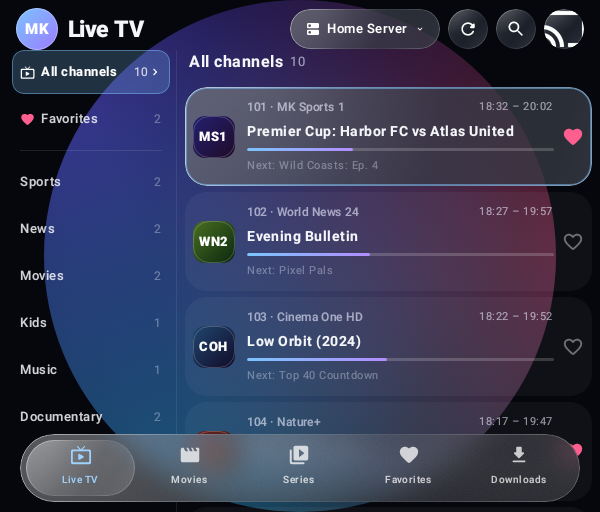 MK Live TV
Home Server
All channels 10
Favorites 2
Sports 2
News 2
Movies 2
Kids 1
Music 1
Documentary 2
All channels 10
101 · MK Sports 1 18:32 – 20:02
MS1
Premier Cup: Harbor FC vs Atlas United
Next: Wild Coasts: Ep. 4
102 · World News 24 18:27 – 19:57
WN2
Evening Bulletin
Next: Pixel Pals
103 · Cinema One HD 18:22 – 19:52
COH
Low Orbit (2024)
Next: Top 40 Countdown
104 · Nature+ 18:17 – 19:47
Live TV
Movies
Series
Favorites
Downloads